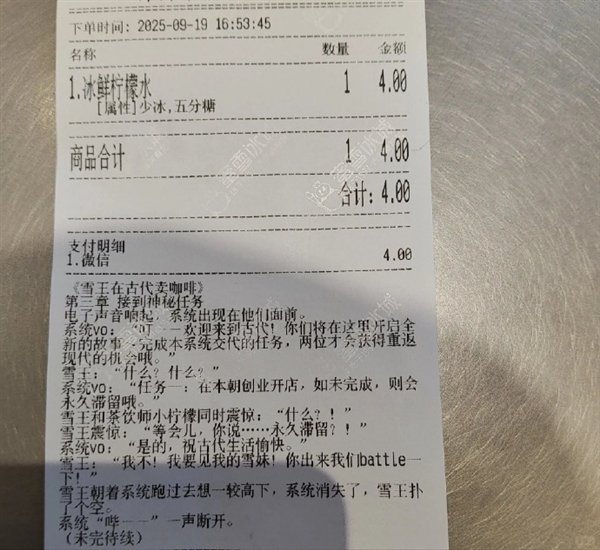 下单时间: 2025-09-19 16:53:45
名称 数量 金额
1.冰鲜柠檬水 1 4.00
[属性]少冰,五分糖
商品合计 1 4.00
合计: 4.00
支付明细
1.微信 4.00
《雪王在古代卖咖啡》
第三章 接到神秘任务
电子声音响起，系统出现在他们面前。
系统vo：“叮——欢迎来到古代！你们将在这里开启全
新的故事，完成本系统交代的任务，两位才会获得重返
现代的机会哦。”
雪王：“什么？什么？”
系统vo：“任务一：在本朝创业开店，如未完成，则会
永久滞留哦。”
雪王和茶饮师小柠檬同时震惊：“什么？！”
雪王震惊：“等会儿，你说……永久滞留？！”
系统vo：“是的，祝古代生活愉快。”
雪王：“我不！我要见我的雪妹！你出来我们battle一
下！”
雪王朝着系统跑过去想一较高下，系统消失了，雪王扑
了个空。
系统“哔——”一声断开。
(未完待续)